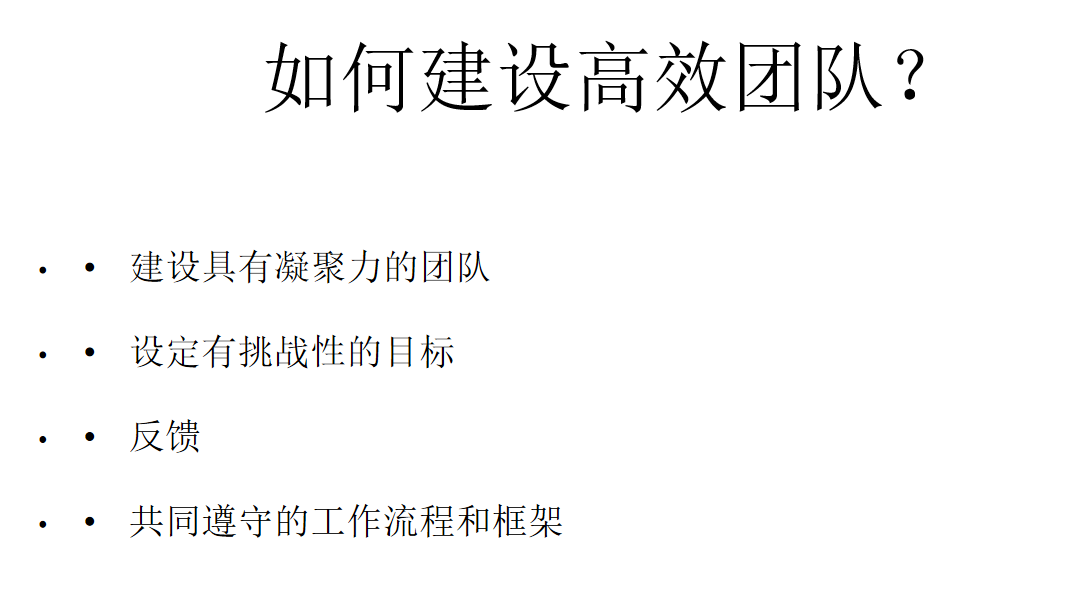 如何建设高效团队？
• • 建设具有凝聚力的团队
• • 设定有挑战性的目标
• • 反馈
• • 共同遵守的工作流程和框架